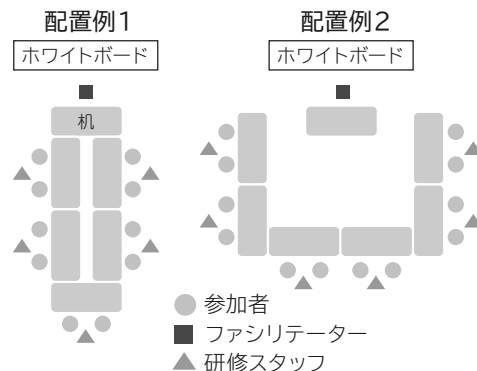 配置例1
ホワイトボード
机
配置例2
ホワイトボード
参加者
ファシリテーター
研修スタッフ